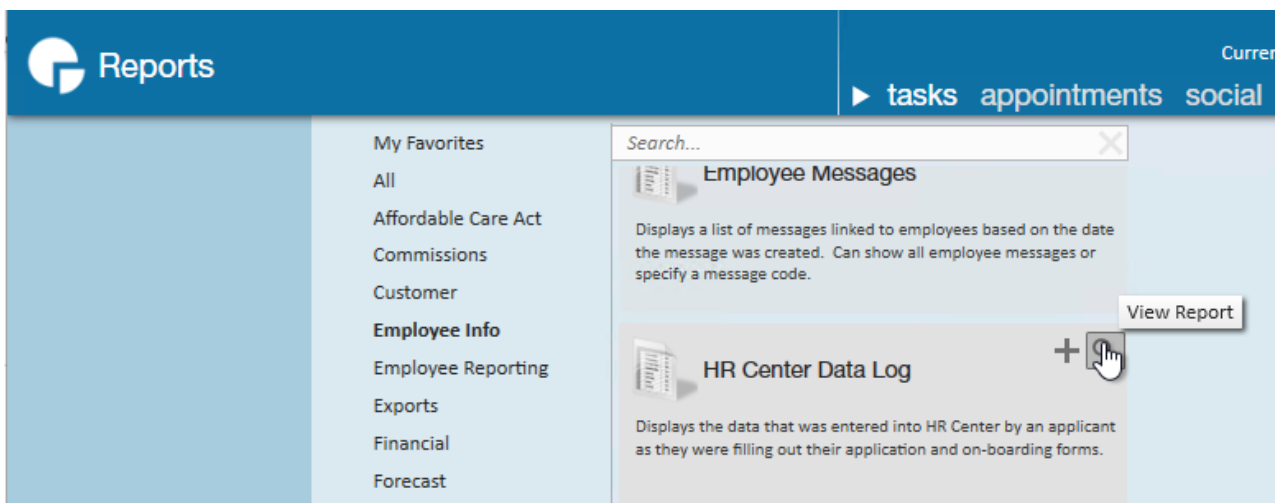 Reports
Curren
tasks appointments social
My Favorites
All
Affordable Care Act
Commissions
Customer
Employee Info
Employee Reporting
Exports
Financial
Forecast
Search...
Employee Messages
Displays a list of messages linked to employees based on the date
the message was created. Can show all employee messages or
specify a message code.
View Report
HR Center Data Log
Displays the data that was entered into HR Center by an applicant
as they were filling out their application and on-boarding forms.